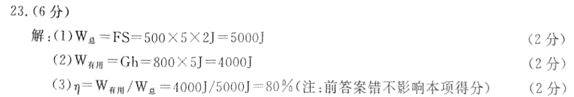 23.(6分)
解:(1)W总=FS=500×5×2J=5000J (2分)
(2)W有用=Gh=800×5J=4000J (2分)
(3)η=W有用/W总=4000J/5000J=80%(注:前答案错不影响本项得分) (2分)